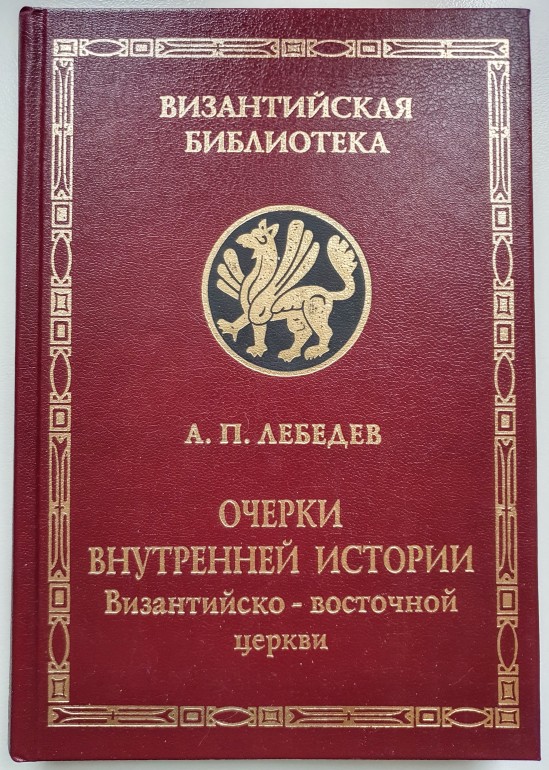 ВИЗАНТИЙСКАЯ
БИБЛИОТЕКА
А. П. ЛЕБЕДЕВ
ОЧЕРКИ
ВНУТРЕННЕЙ ИСТОРИИ
Византийско - восточной
церкви